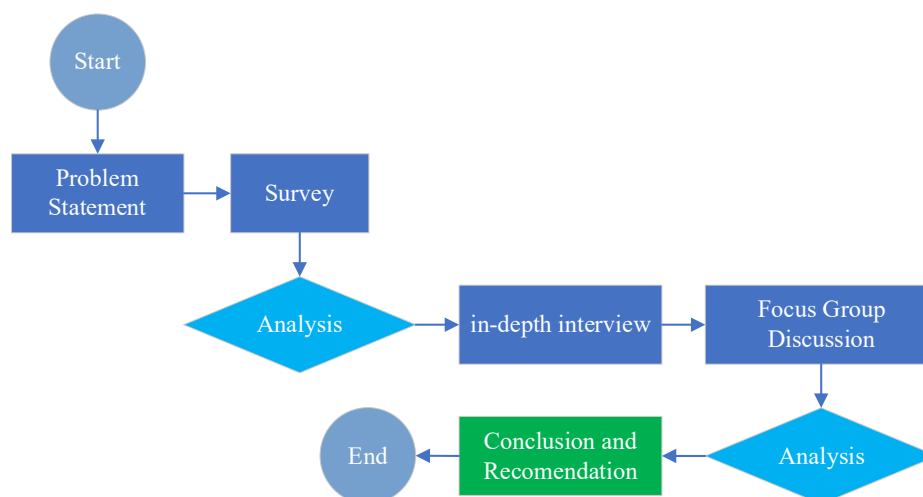 Start
Problem
Statement
Survey
Analysis
in-depth interview
Focus Group
Discussion
Analysis
Conclusion and
Recomendation
End